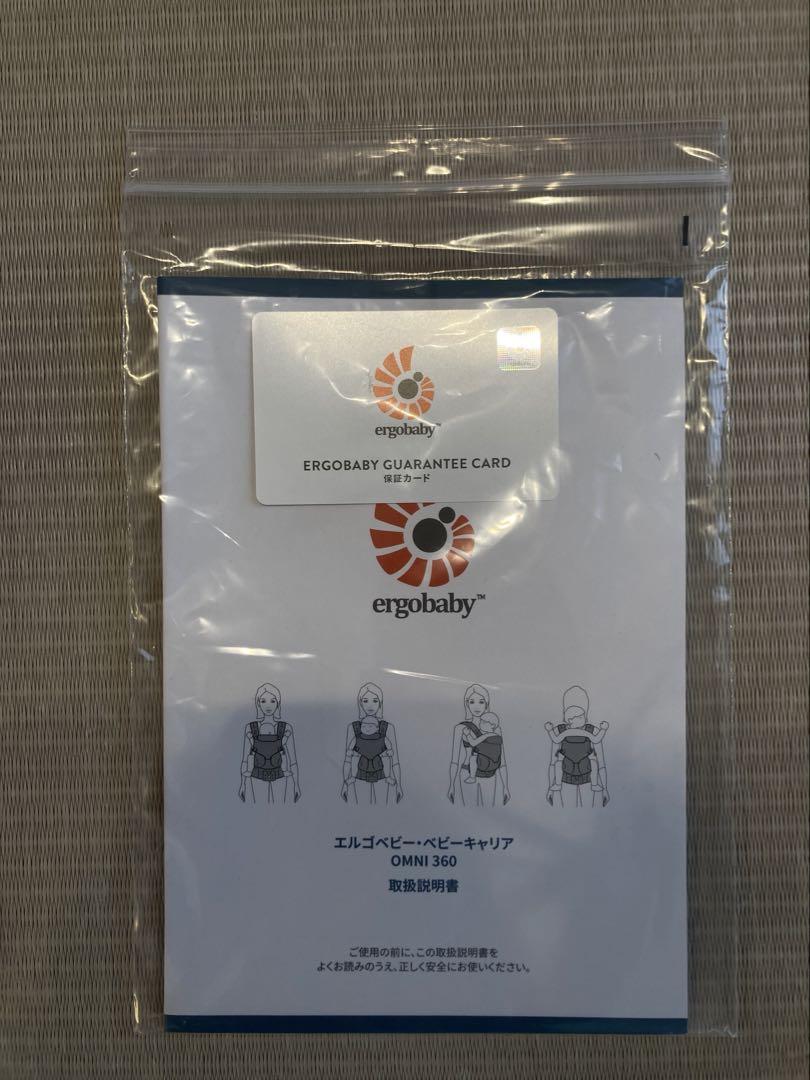 ergobaby™
ERGOBABY GUARANTEE CARD
保証カード
ergobaby™
エルゴベビー・ベビーキャリア
OMNI 360
取扱説明書
ご使用の前に、この取扱説明書を
よくお読みのうえ、正しく安全にお使いください。